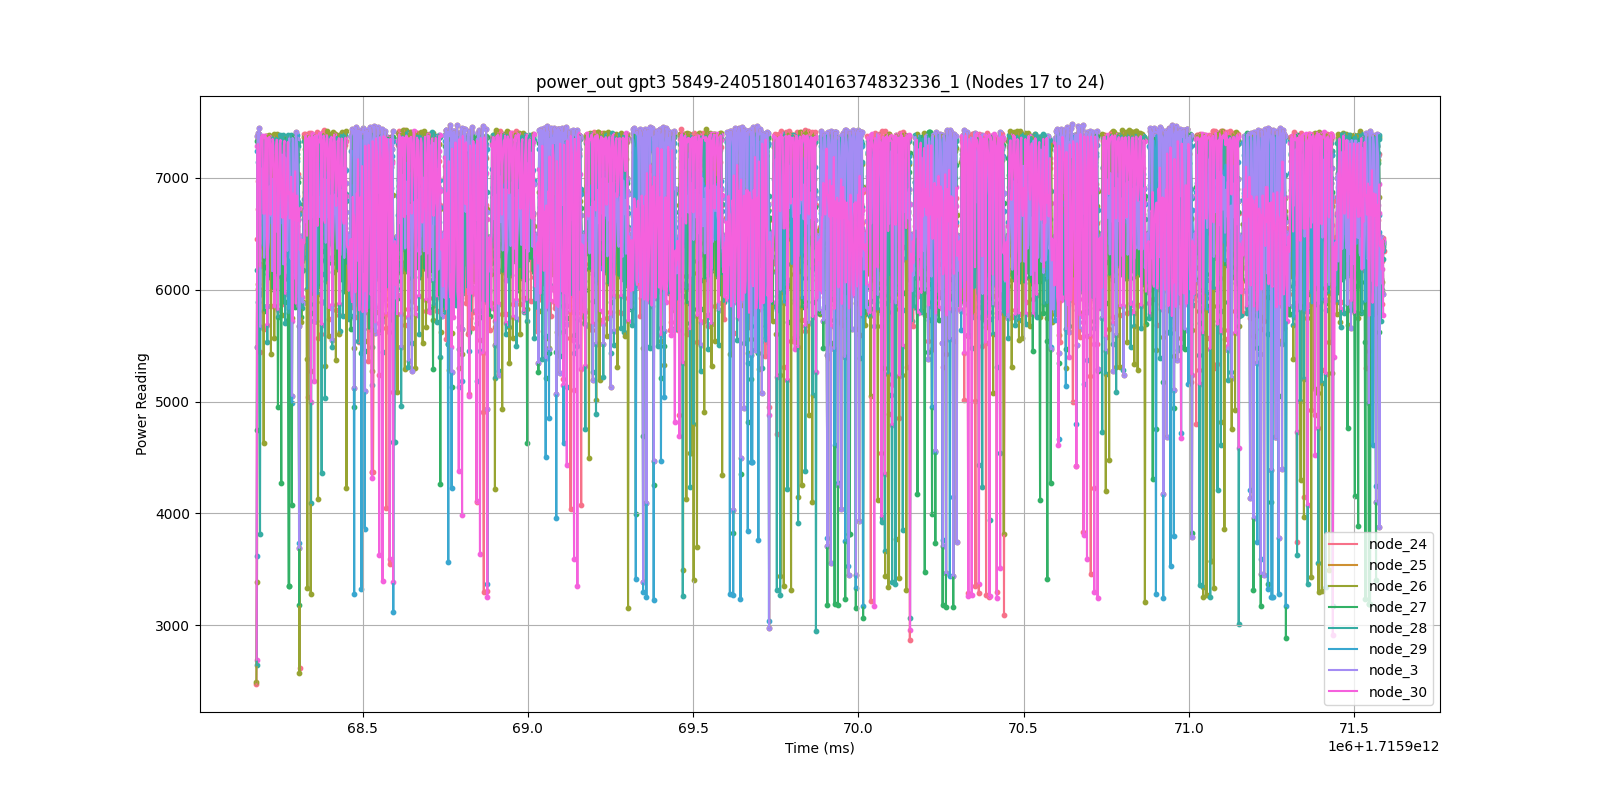 power_out gpt3 5849-240518014016374832336_1 (Nodes 17 to 24)
Power Reading
7000
6000
5000
4000
3000
68.5
69.0
69.5
70.0
70.5
71.0
71.5
Time (ms)
1e6+1.7159e12
node_24
node_25
node_26
node_27
node_28
node_29
node_3
node_30